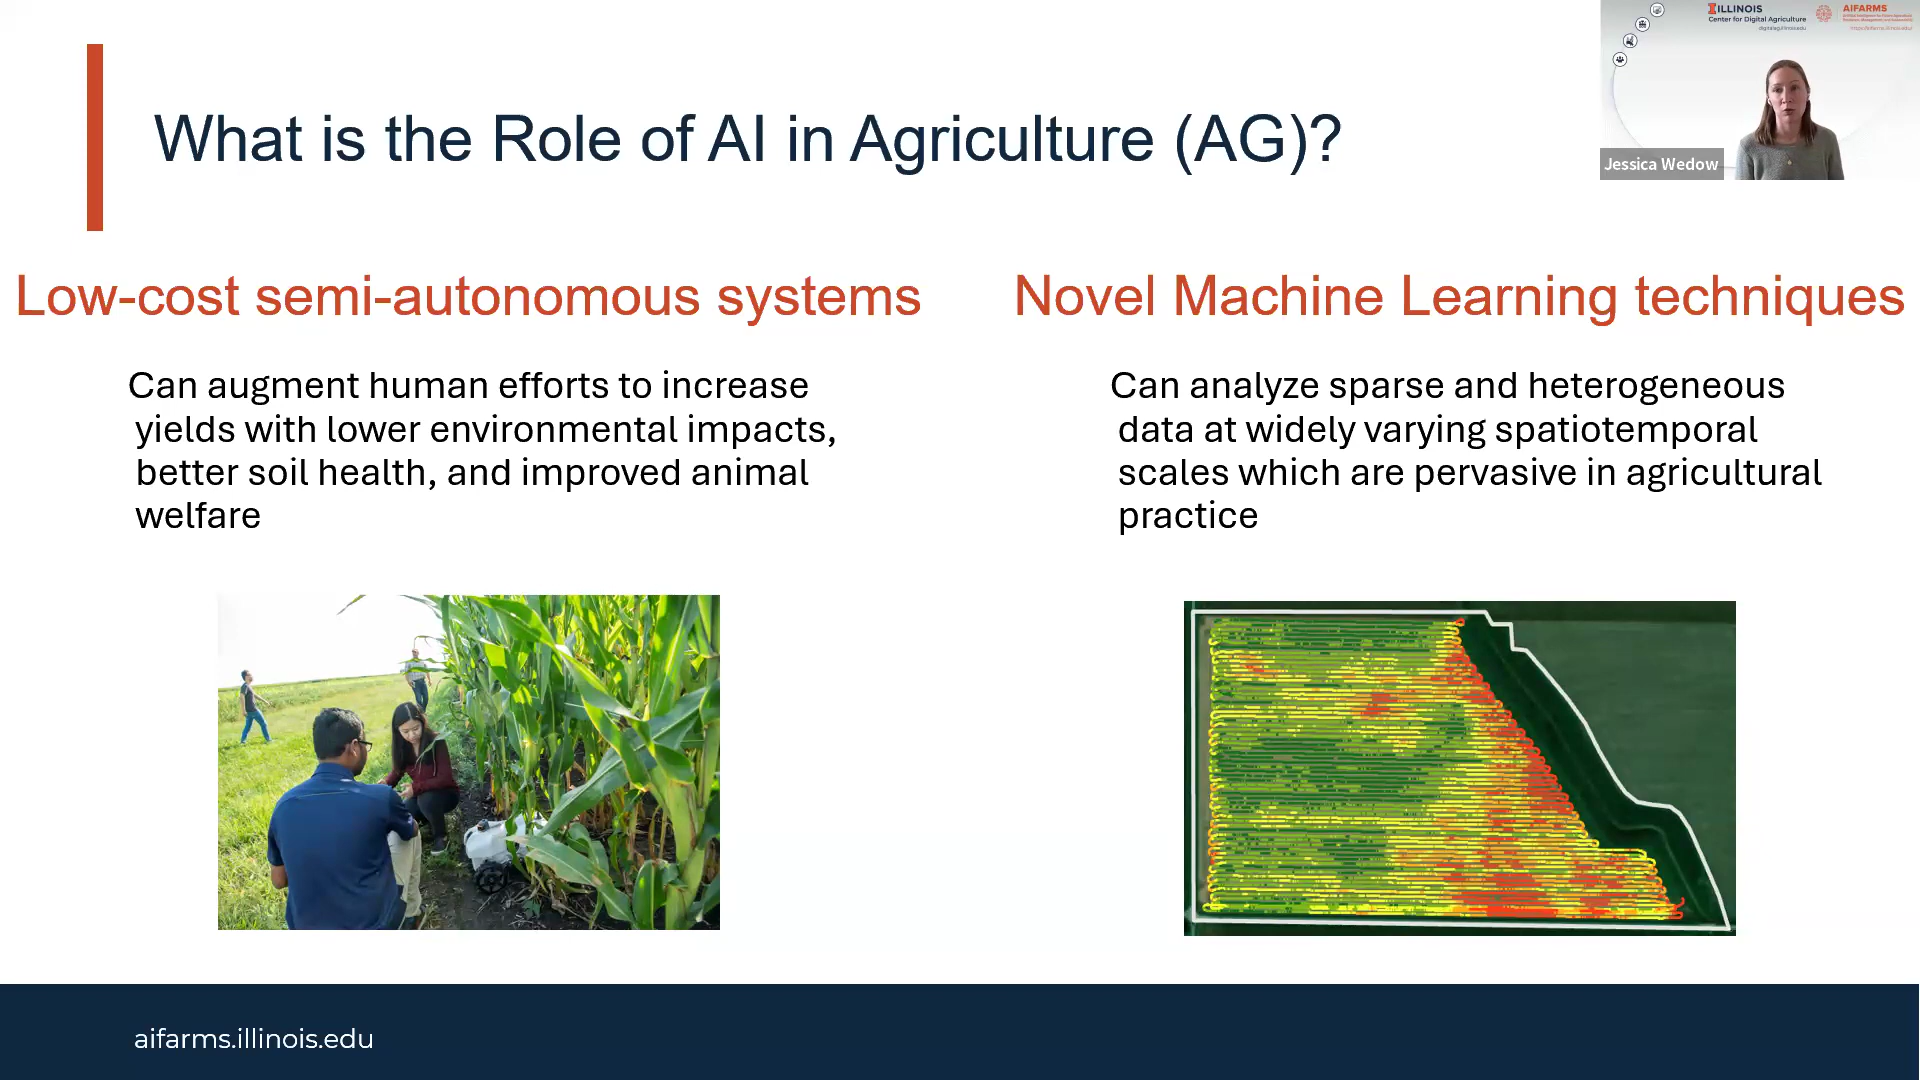 What is the Role of AI in Agriculture (AG)?
ILLINOIS
Center for Digital Agriculture
AIFARMS
Jessica Wedow
Low-cost semi-autonomous systems
Can augment human efforts to increase
yields with lower environmental impacts,
better soil health, and improved animal
welfare
Novel Machine Learning techniques
Can analyze sparse and heterogeneous
data at widely varying spatiotemporal
scales which are pervasive in agricultural
practice
aifarms.illinois.edu